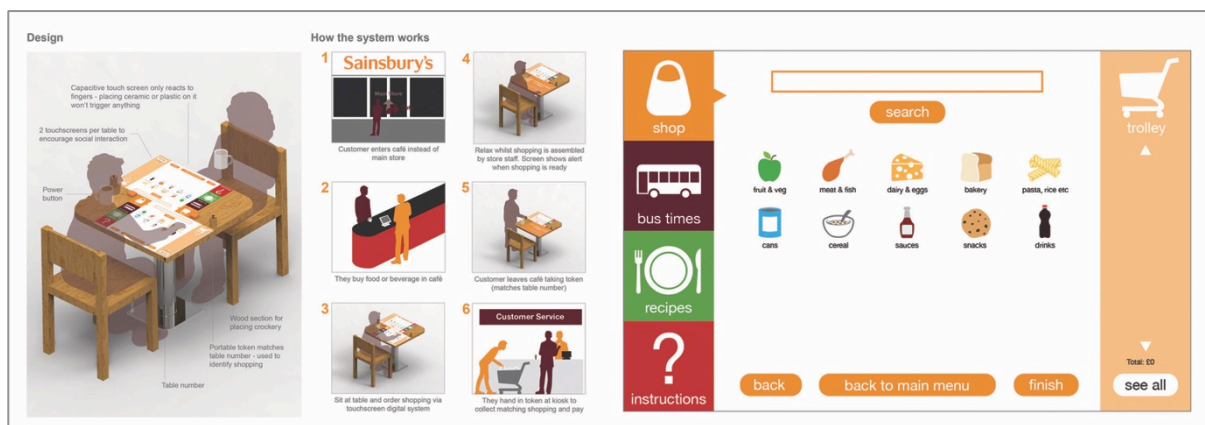 Design
Capacitive touch screen only reacts to
fingers - placing ceramic or plastic on it
won't trigger anything
2 touchscreens per table to
encourage social interaction
Power
button
Wood section for
placing crockery
Portable token matches
table number - used to
identify shopping
Table number
How the system works
1
Sainsbury's
Customer enters café instead of
main store
2
They buy food or beverage in café
3
Sit at table and order shopping via
touchscreen digital system
4
Relax whilst shopping is assembled
by store staff. Screen shows alert
when shopping is ready
5
Customer leaves café taking token
(matches table number)
6
Customer Service
They hand in token at kiosk to
collect matching shopping and pay
shop
bus times
recipes
?
instructions
search
fruit & veg
meat & fish
dairy & eggs
bakery
pasta, rice etc
cans
cereal
sauces
snacks
drinks
back
back to main menu
finish
trolley
Total: £0
see all